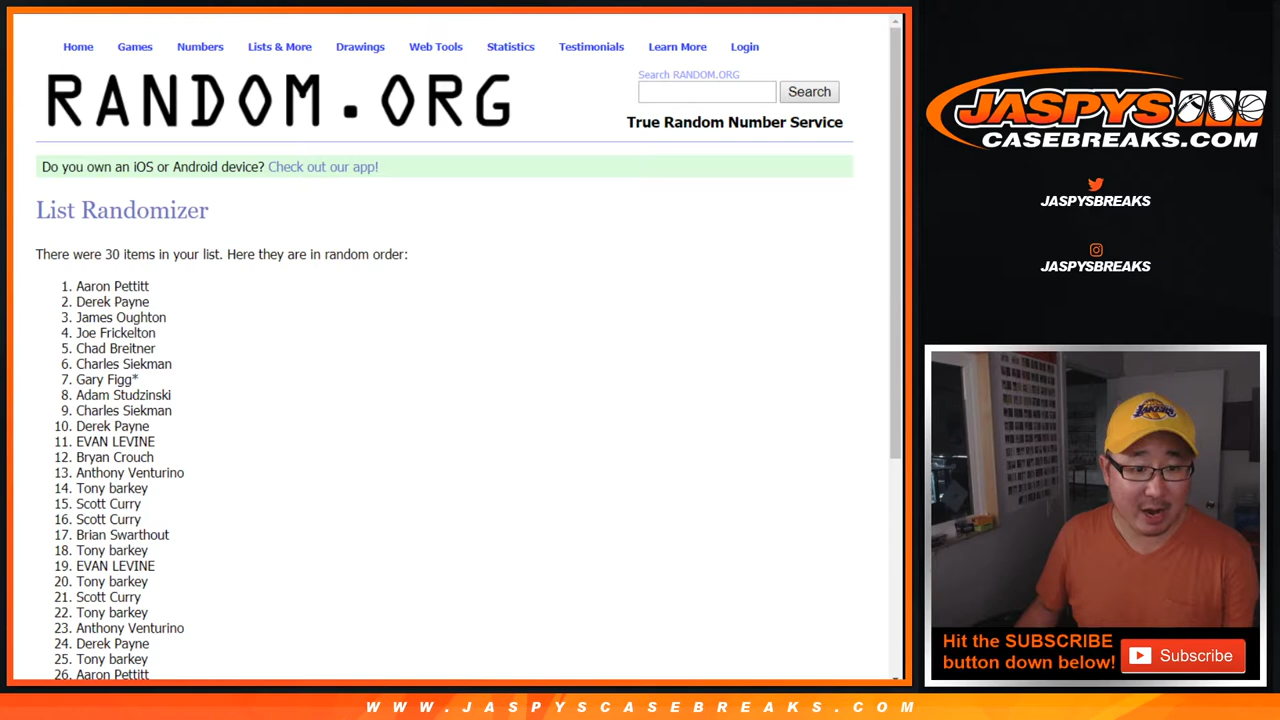 Home Games Numbers Lists & More Drawings Web Tools Statistics Testimonials Learn More Login
RANDOM.ORG
Search RANDOM.ORG
Search
True Random Number Service
Do you own an iOS or Android device? Check out our app!
List Randomizer
There were 30 items in your list. Here they are in random order:
1. Aaron Pettitt
2. Derek Payne
3. James Oughton
4. Joe Frickelton
5. Chad Breitner
6. Charles Siekman
7. Gary Figg*
8. Adam Studzinski
9. Charles Siekman
10. Derek Payne
11. EVAN LEVINE
12. Bryan Crouch
13. Anthony Venturino
14. Tony barkey
15. Scott Curry
16. Scott Curry
17. Brian Swarthout
18. Tony barkey
19. EVAN LEVINE
20. Tony barkey
21. Scott Curry
22. Tony barkey
23. Anthony Venturino
24. Derek Payne
25. Tony barkey
26. Aaron Pettitt
JASPYS
CASEBREAKS.COM
JASPYSBREAKS
JASPYSBREAKS
LAKERS
Hit the SUBSCRIBE
button down below!
Subscribe
WWW.JASPYSCASEBREAKS.COM